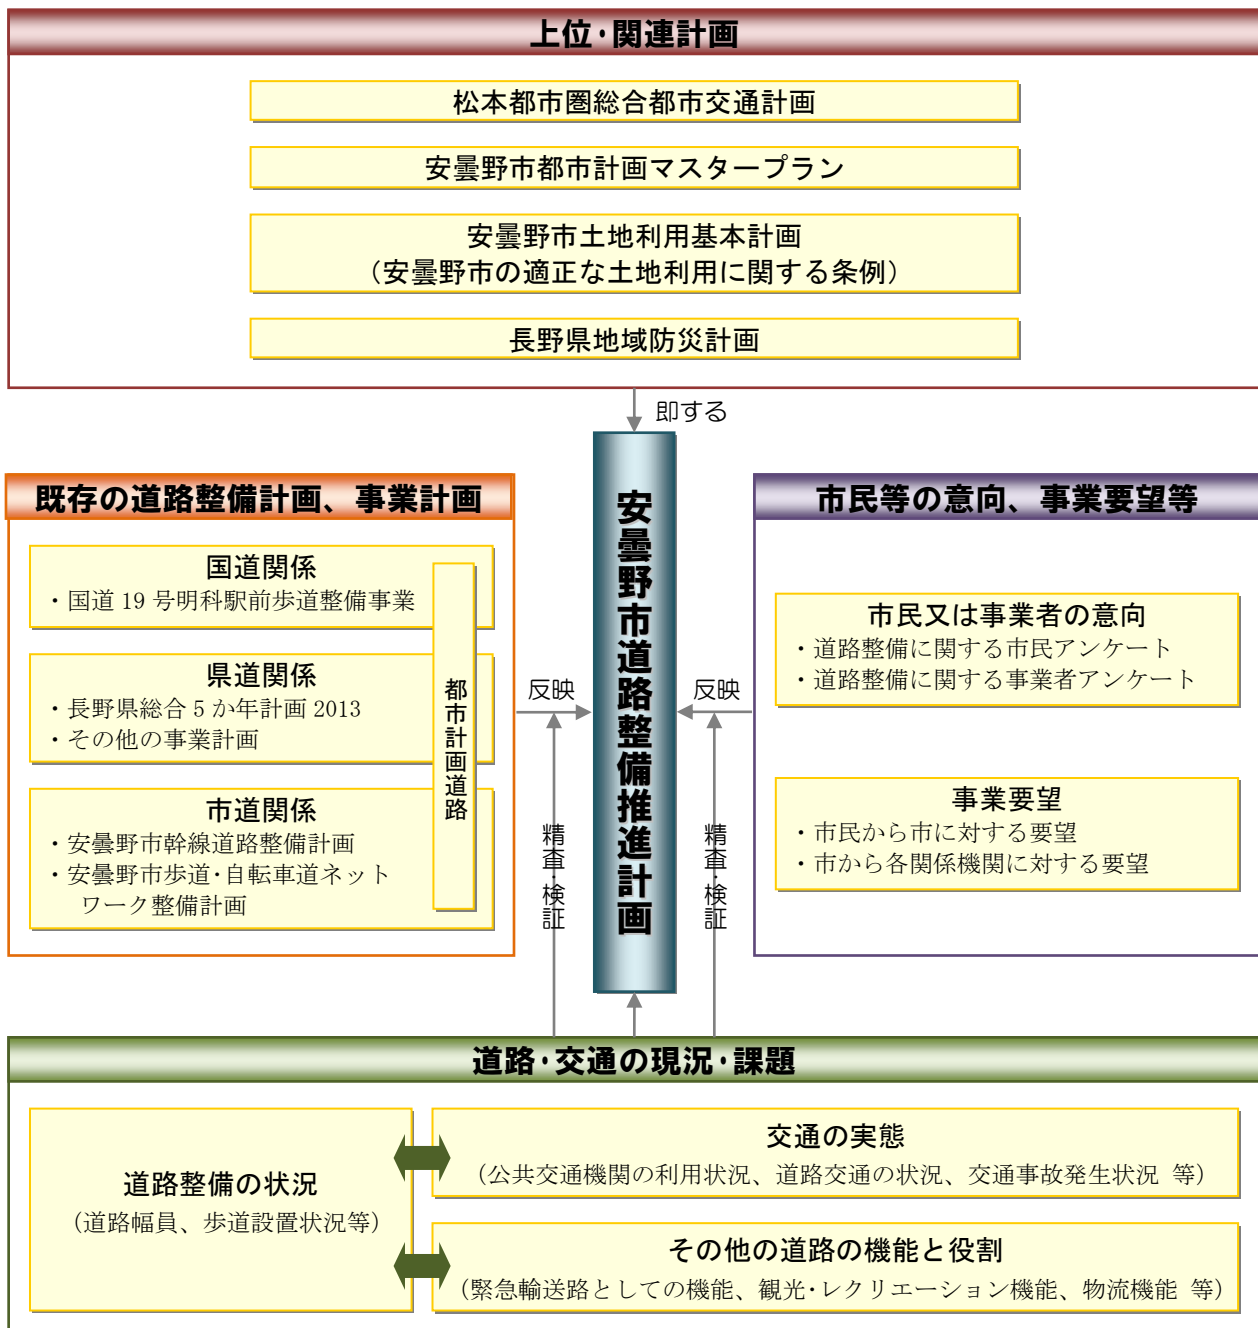 上位・関連計画
松本都市圏総合都市交通計画
安曇野市都市計画マスタープラン
安曇野市土地利用基本計画
（安曇野市の適正な土地利用に関する条例）
長野県地域防災計画
即する
既存の道路整備計画、事業計画
国道関係
・国道 19 号明科駅前歩道整備事業
県道関係
・長野県総合 5 か年計画 2013
・その他の事業計画
市道関係
・安曇野市幹線道路整備計画
・安曇野市歩道・自転車道ネット
ワーク整備計画
都市計画道路
反映
精査・検証
安曇野市道路整備推進計画
反映
精査・検証
市民等の意向、事業要望等
市民又は事業者の意向
・道路整備に関する市民アンケート
・道路整備に関する事業者アンケート
事業要望
・市民から市に対する要望
・市から各関係機関に対する要望
道路・交通の現況・課題
道路整備の状況
（道路幅員、歩道設置状況等）
交通の実態
（公共交通機関の利用状況、道路交通の状況、交通事故発生状況 等）
その他の道路の機能と役割
（緊急輸送路としての機能、観光・レクリエーション機能、物流機能 等）